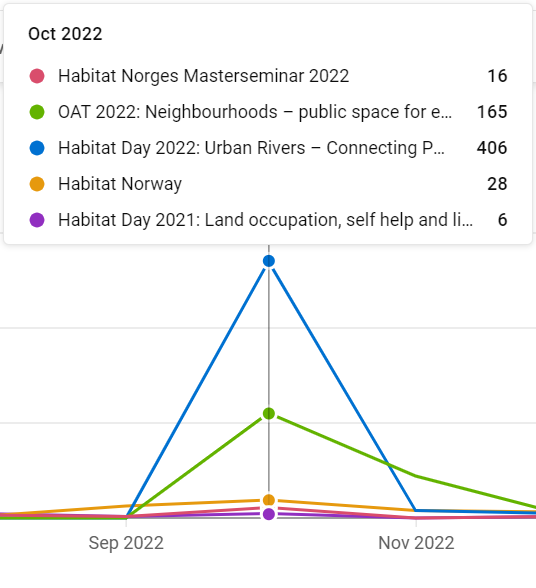 Oct 2022
Habitat Norges Masterseminar 2022 16
OAT 2022: Neighbourhoods – public space for e... 165
Habitat Day 2022: Urban Rivers – Connecting P... 406
Habitat Norway 28
Habitat Day 2021: Land occupation, self help and li... 6
Sep 2022 Nov 2022